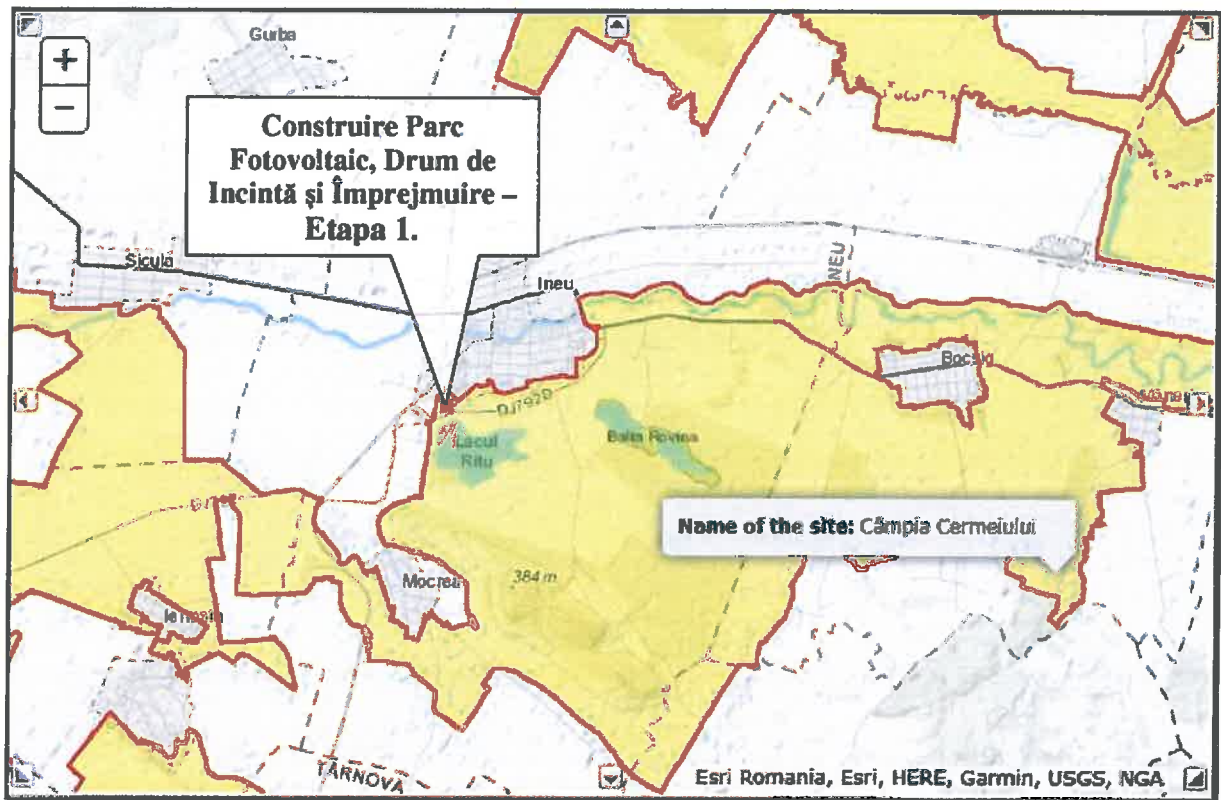 Gurba
+
−
Construire Parc
Fotovoltaic, Drum de
Incintă și Împrejmuire –
Etapa 1.
Sicula
Ineu
INEU
Bocsig
DJ792D
Lacul
Ritu
Balta Rovina
Name of the site: Câmpia Cermeiului
Mocrea
384 m
TÂRNOVA
Esri Romania, Esri, HERE, Garmin, USGS, NGA